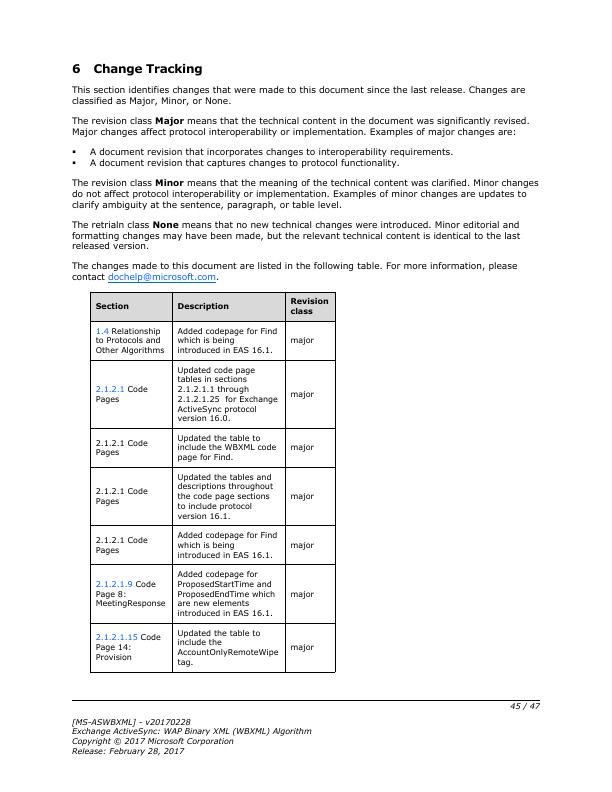 6 Change Tracking
This section identifies changes that were made to this document since the last release. Changes are
classified as Major, Minor, or None.
The revision class Major means that the technical content in the document was significantly revised.
Major changes affect protocol interoperability or implementation. Examples of major changes are:
▪ A document revision that incorporates changes to interoperability requirements.
▪ A document revision that captures changes to protocol functionality.
The revision class Minor means that the meaning of the technical content was clarified. Minor changes
do not affect protocol interoperability or implementation. Examples of minor changes are updates to
clarify ambiguity at the sentence, paragraph, or table level.
The retrialn class None means that no new technical changes were introduced. Minor editorial and
formatting changes may have been made, but the relevant technical content is identical to the last
released version.
The changes made to this document are listed in the following table. For more information, please
contact dochelp@microsoft.com.
Section Description Revision
class
1.4 Relationship
to Protocols and
Other Algorithms
Added codepage for Find
which is being
introduced in EAS 16.1.
major
2.1.2.1 Code
Pages
Updated code page
tables in sections
2.1.2.1.1 through
2.1.2.1.25 for Exchange
ActiveSync protocol
version 16.0.
major
2.1.2.1 Code
Pages
Updated the table to
include the WBXML code
page for Find.
major
2.1.2.1 Code
Pages
Updated the tables and
descriptions throughout
the code page sections
to include protocol
version 16.1.
major
2.1.2.1 Code
Pages
Added codepage for Find
which is being
introduced in EAS 16.1.
major
2.1.2.1.9 Code
Page 8:
MeetingResponse
Added codepage for
ProposedStartTime and
ProposedEndTime which
are new elements
introduced in EAS 16.1.
major
2.1.2.1.15 Code
Page 14:
Provision
Updated the table to
include the
AccountOnlyRemoteWipe
tag.
major
45 / 47
[MS-ASWBXML] - v20170228
Exchange ActiveSync: WAP Binary XML (WBXML) Algorithm
Copyright © 2017 Microsoft Corporation
Release: February 28, 2017